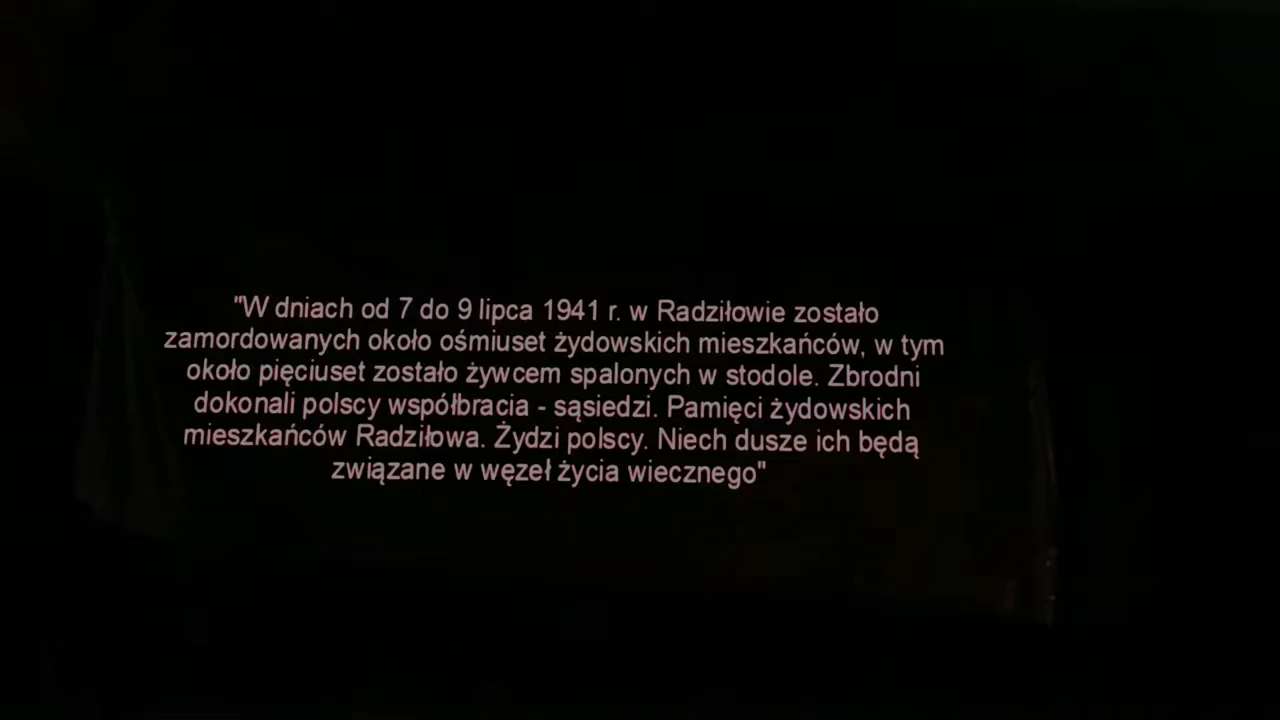 "W dniach od 7 do 9 lipca 1941 r. w Radziłowie zostało
zamordowanych około ośmiuset żydowskich mieszkańców, w tym
około pięciuset zostało żywcem spalonych w stodole. Zbrodni
dokonali polscy współbracia - sąsiedzi. Pamięci żydowskich
mieszkańców Radziłowa. Żydzi polscy. Niech dusze ich będą
związane w węzeł życia wiecznego"